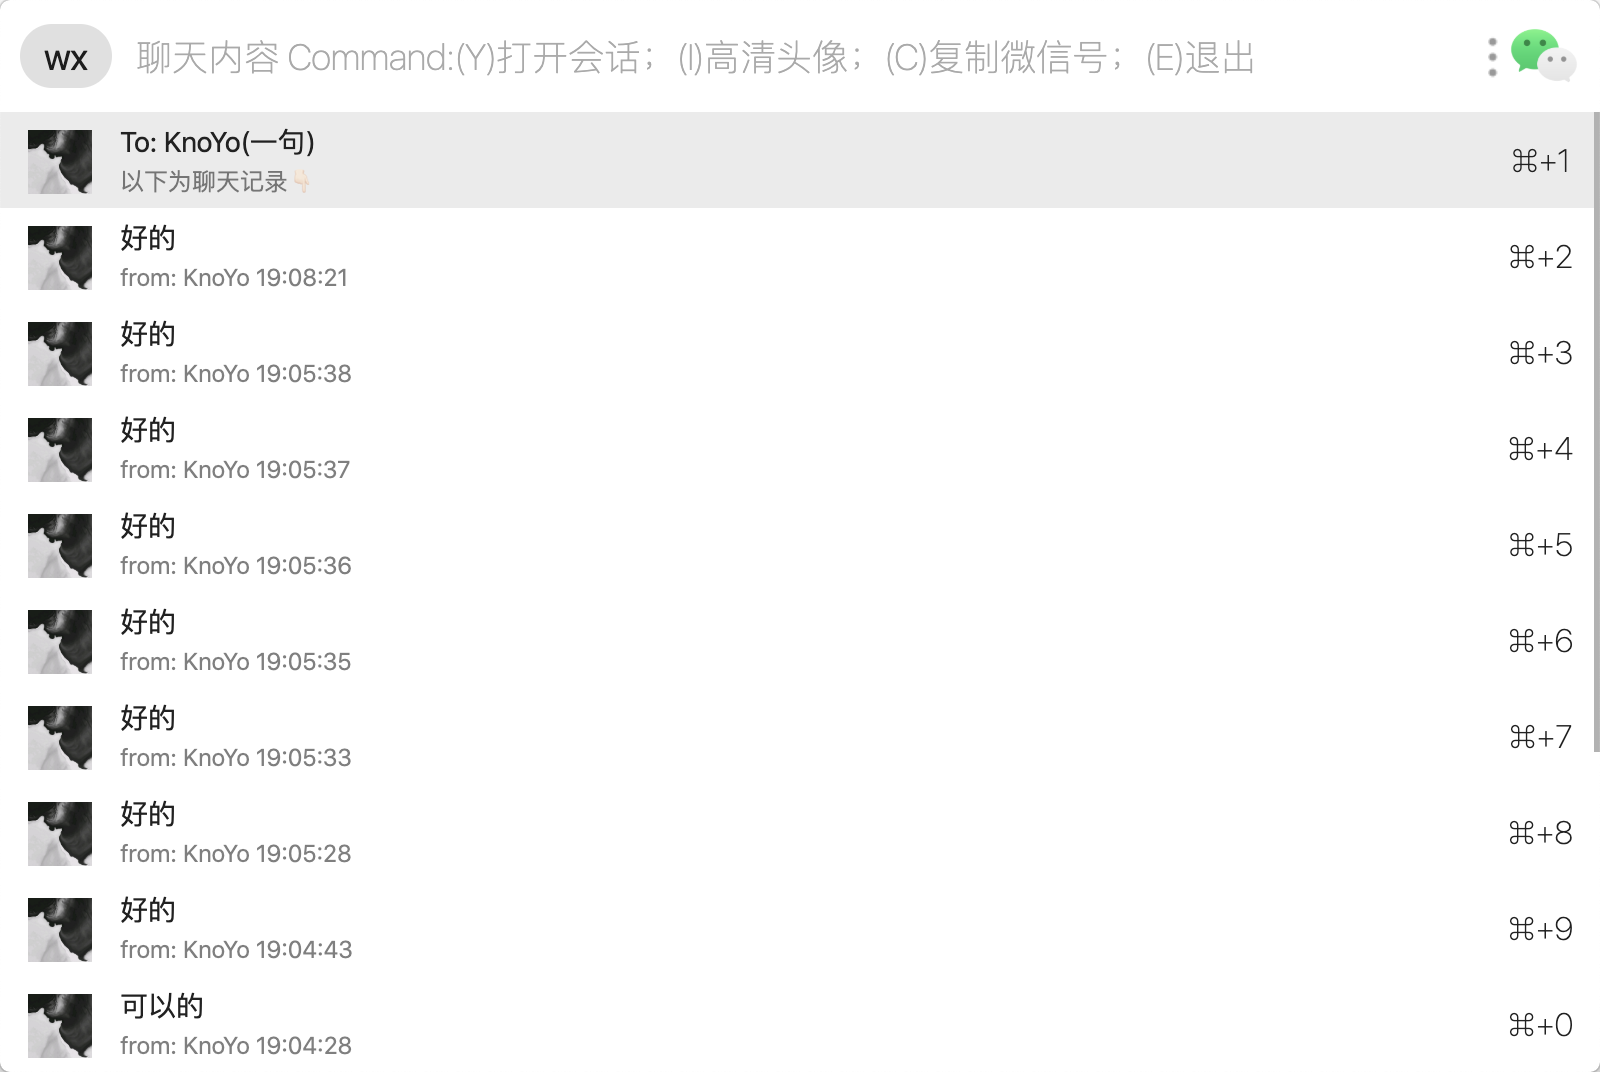 wx
聊天内容 Command:(Y)打开会话；(I)高清头像；(C)复制微信号；(E)退出
To: KnoYo(一句)
以下为聊天记录👇🏻
⌘+1
好的
from: KnoYo 19:08:21
⌘+2
好的
from: KnoYo 19:05:38
⌘+3
好的
from: KnoYo 19:05:37
⌘+4
好的
from: KnoYo 19:05:36
⌘+5
好的
from: KnoYo 19:05:35
⌘+6
好的
from: KnoYo 19:05:33
⌘+7
好的
from: KnoYo 19:05:28
⌘+8
好的
from: KnoYo 19:04:43
⌘+9
可以的
from: KnoYo 19:04:28
⌘+0